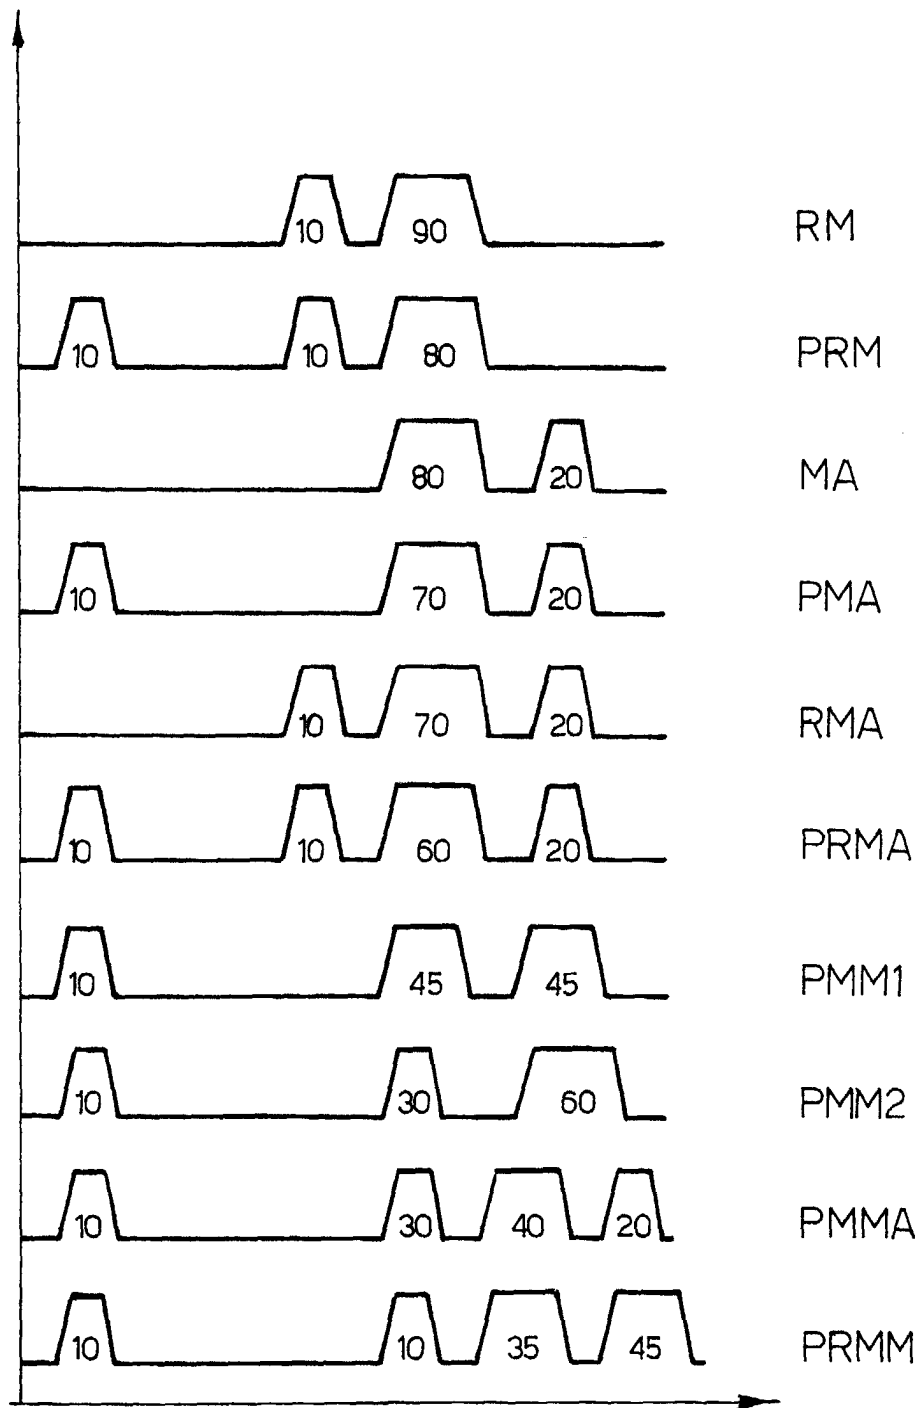 10 90 RM
10 10 80 PRM
80 20 MA
10 70 20 PMA
10 70 20 RMA
10 10 60 20 PRMA
10 45 45 PMM1
10 30 60 PMM2
10 30 40 20 PMMA
10 10 35 45 PRMM